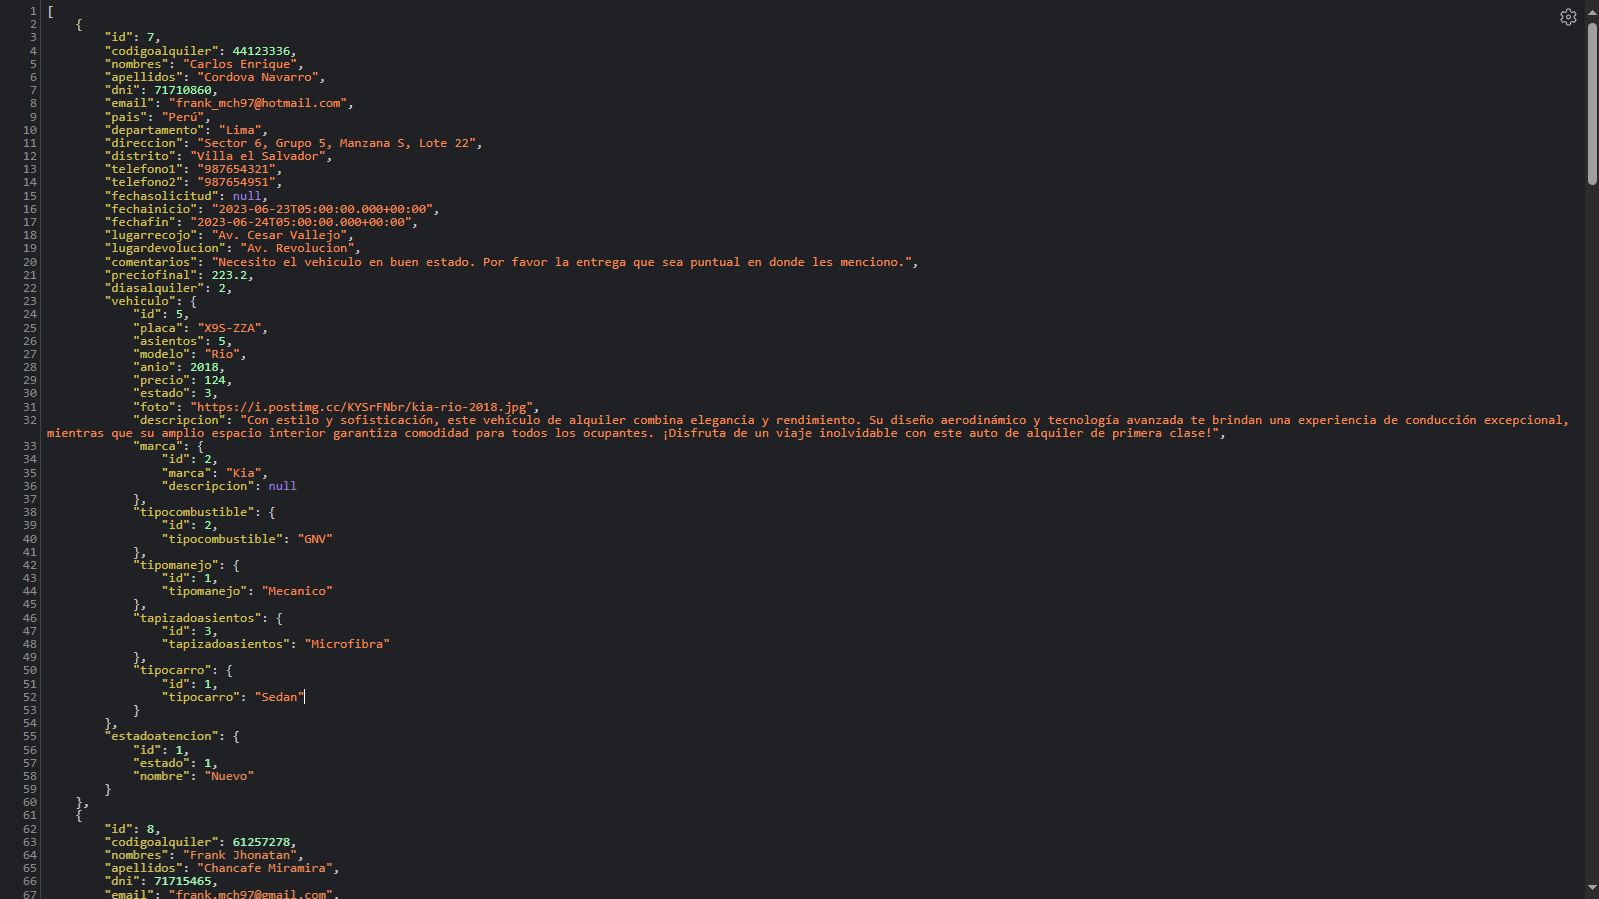 1 [
2     {
3         "id": 7,
4         "codigoalquiler": 44123336,
5         "nombres": "Carlos Enrique",
6         "apellidos": "Cordova Navarro",
7         "dni": 71710860,
8         "email": "frank_mch97@hotmail.com",
9         "pais": "Perú",
10         "departamento": "Lima",
11         "direccion": "Sector 6, Grupo 5, Manzana S, Lote 22",
12         "distrito": "Villa el Salvador",
13         "telefono1": "987654321",
14         "telefono2": "987654951",
15         "fechasolicitud": null,
16         "fechainicio": "2023-06-23T05:00:00.000+00:00",
17         "fechafin": "2023-06-24T05:00:00.000+00:00",
18         "lugarrecojo": "Av. Cesar Vallejo",
19         "lugardevolucion": "Av. Revolucion",
20         "comentarios": "Necesito el vehiculo en buen estado. Por favor la entrega que sea puntual en donde les menciono.",
21         "preciofinal": 223.2,
22         "diasalquiler": 2,
23         "vehiculo": {
24             "id": 5,
25             "placa": "X9S-ZZA",
26             "asientos": 5,
27             "modelo": "Rio",
28             "anio": 2018,
29             "precio": 124,
30             "estado": 3,
31             "foto": "https://i.postimg.cc/KYSrFNbr/kia-rio-2018.jpg",
32             "descripcion": "Con estilo y sofisticación, este vehículo de alquiler combina elegancia y rendimiento. Su diseño aerodinámico y tecnología avanzada te brindan una experiencia de conducción excepcional,
mientras que su amplio espacio interior garantiza comodidad para todos los ocupantes. ¡Disfruta de un viaje inolvidable con este auto de alquiler de primera clase!",
33             "marca": {
34                 "id": 2,
35                 "marca": "Kia",
36                 "descripcion": null
37             },
38             "tipocombustible": {
39                 "id": 2,
40                 "tipocombustible": "GNV"
41             },
42             "tipomanejo": {
43                 "id": 1,
44                 "tipomanejo": "Mecanico"
45             },
46             "tapizadoasientos": {
47                 "id": 3,
48                 "tapizadoasientos": "Microfibra"
49             },
50             "tipocarro": {
51                 "id": 1,
52                 "tipocarro": "Sedan"
53             }
54         },
55         "estadoatencion": {
56             "id": 1,
57             "estado": 1,
58             "nombre": "Nuevo"
59         }
60     },
61     {
62         "id": 8,
63         "codigoalquiler": 61257278,
64         "nombres": "Frank Jhonatan",
65         "apellidos": "Chancafe Miramira",
66         "dni": 71715465,
67         "email": "frank.mch97@gmail.com",